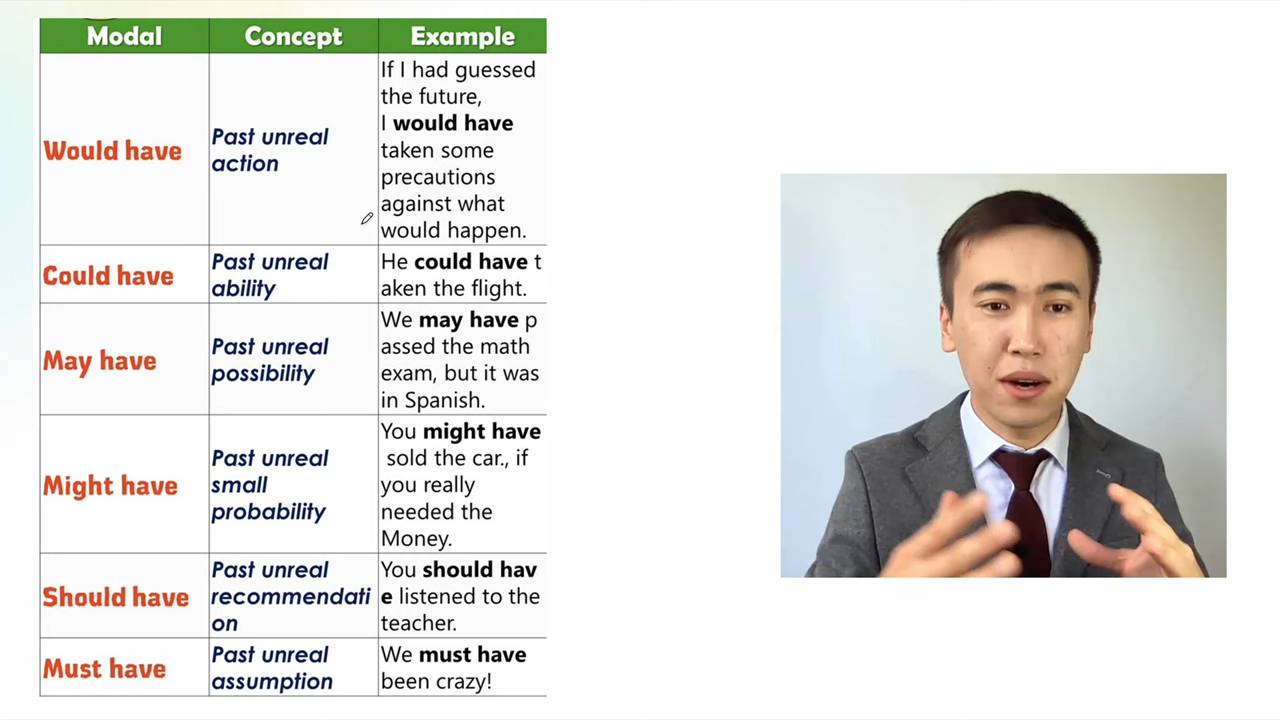 Modal Concept Example
Would have
Past unreal
action
If I had guessed
the future,
I would have
taken some
precautions
against what
would happen.
Could have
Past unreal
ability
He could have t
aken the flight.
May have
Past unreal
possibility
We may have p
assed the math
exam, but it was
in Spanish.
Might have
Past unreal
small
probability
You might have
sold the car., if
you really
needed the
Money.
Should have
Past unreal
recommendati
on
You should hav
e listened to the
teacher.
Must have
Past unreal
assumption
We must have
been crazy!